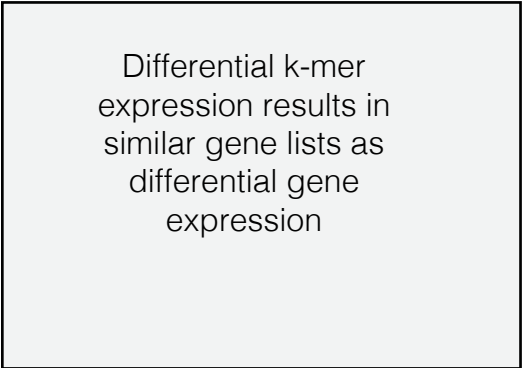 Differential k-mer
expression results in
similar gene lists as
differential gene
expression